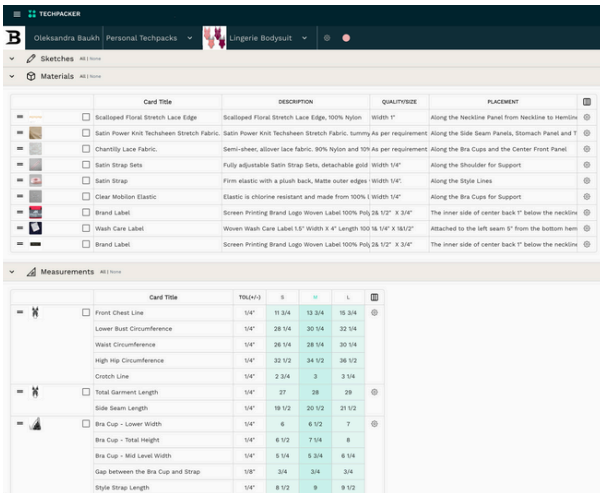 TECHPACKER
B Oleksandra Baukh Personal Techpacks Lingerie Bodysuit
Sketches All | None
Materials All | None
Card Title DESCRIPTION QUALITY/SIZE PLACEMENT
Scalloped Floral Stretch Lace Edge Scalloped Floral Stretch Lace Edge, 100% Nylon Width 1" Along the Neckline Panel from Neckline to Hemline
Satin Power Knit Techsheen Stretch Fabric. Satin Power Knit Techsheen Stretch Fabric. tummy As per requirement Along the Side Seam Panels, Stomach Panel and T
Chantilly Lace Fabric. Semi-sheer, allover lace fabric. 90% Nylon and 10% As per requirement Along the Bra Cups and the Center Front Panel
Satin Strap Sets Fully adjustable Satin Strap Sets, detachable gold Width 1/4" Along the Shoulder for Support
Satin Strap Firm elastic with a plush back, Matte outer edges Width 1/4". Along the Style Lines
Clear Mobilon Elastic Elastic is chlorine resistant and made from 100% Width 1/4" Along the Bra Cups for Support
Brand Label Screen Printing Brand Logo Woven Label 100% Poly 2& 1/2" X 3/4" The inner side of center back 1" below the neckline
Wash Care Label Woven Wash Care Label 1.5" Width X 4" Length 100 1& 1/4" X 1&1/2" Attached to the left seam 5" from the bottom hem
Brand Label Screen Printing Brand Logo Woven Label 100% Poly 2& 1/2" X 3/4" The inner side of center back 1" below the neckline
Measurements All | None
Card Title TOL(+/-) S M L
Front Chest Line 1/4" 11 3/4 13 3/4 15 3/4
Lower Bust Circumference 1/4" 28 1/4 30 1/4 32 1/4
Waist Circumference 1/4" 26 1/4 28 1/4 30 1/4
High Hip Circumference 1/4" 32 1/2 34 1/2 36 1/2
Crotch Line 1/4" 2 3/4 3 3 1/4
Total Garment Length 1/4" 27 28 29
Side Seam Length 1/4" 19 1/2 20 1/2 21 1/2
Bra Cup - Lower Width 1/4" 6 6 1/2 7
Bra Cup - Total Height 1/4" 6 1/2 7 1/4 8
Bra Cup - Mid Level Width 1/4" 5 1/4 5 3/4 6 1/4
Gap between the Bra Cup and Strap 1/8" 3/4 3/4 3/4
Style Strap Length 1/4" 8 1/2 9 9 1/2